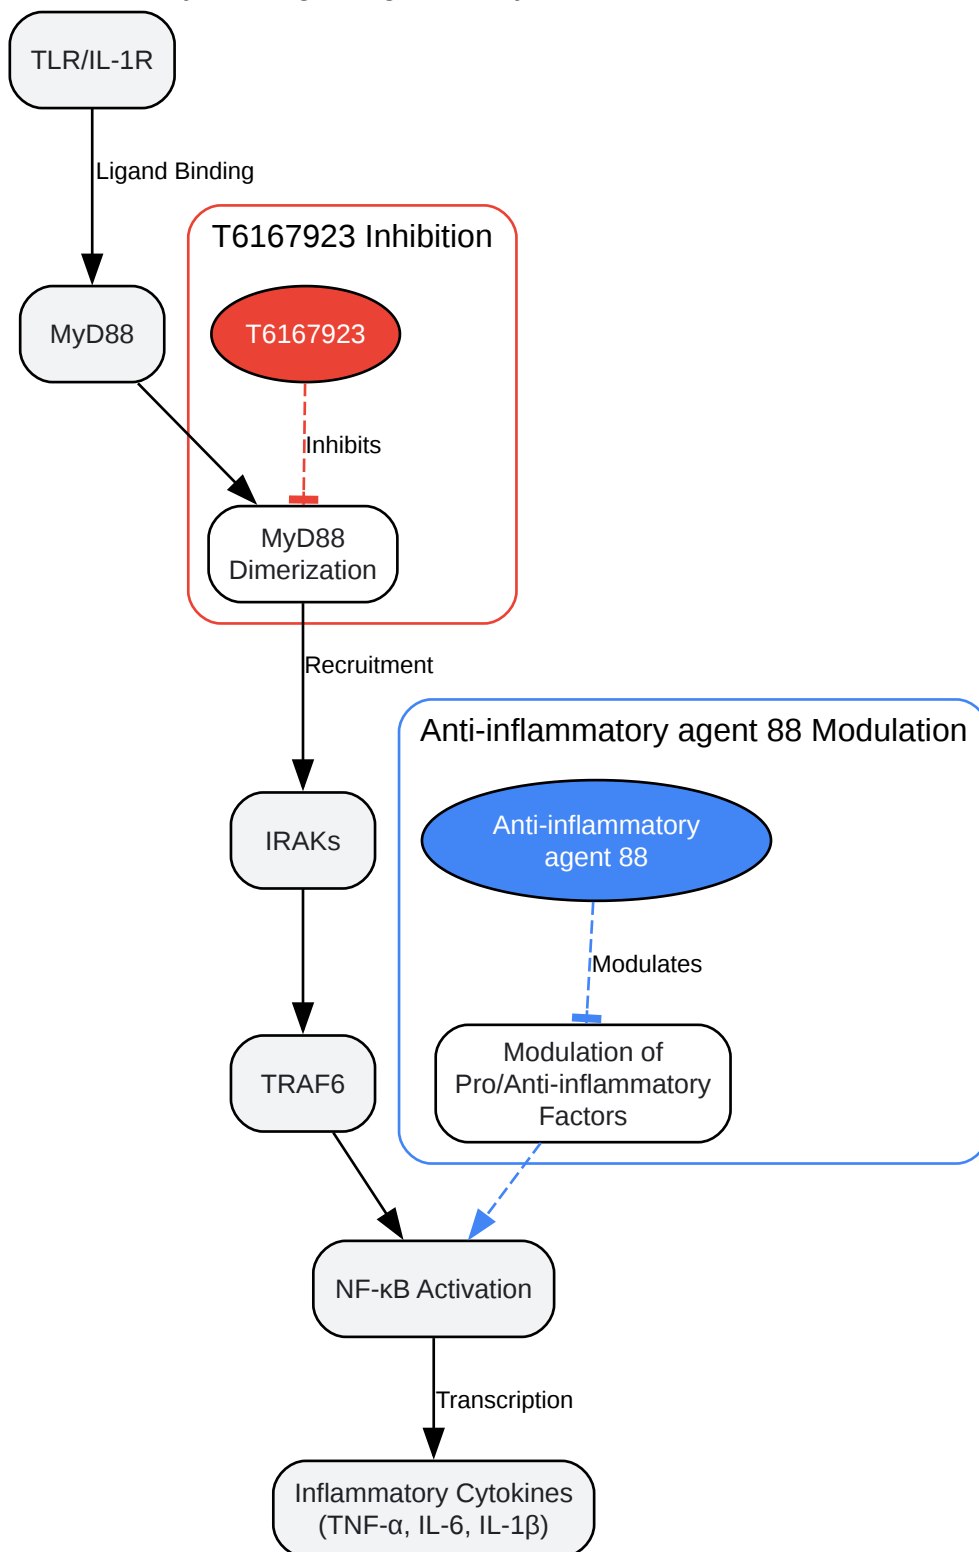 TLR/IL-1R
Ligand Binding
T6167923 Inhibition
MyD88
T6167923
Inhibits
MyD88
Dimerization
Recruitment
Anti-inflammatory agent 88 Modulation
IRAKs
Anti-inflammatory
agent 88
Modulates
TRAF6
Modulation of
Pro/Anti-inflammatory
Factors
NF-κB Activation
Transcription
Inflammatory Cytokines
(TNF-α, IL-6, IL-1β)